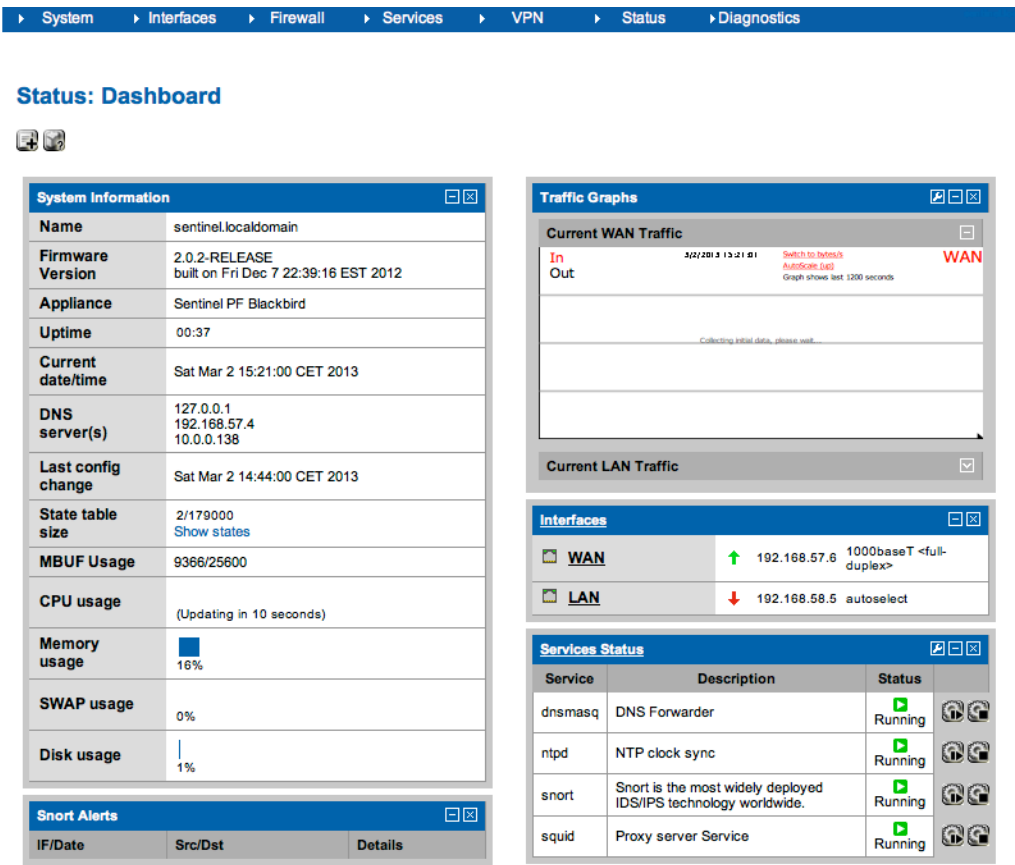 System Interfaces Firewall Services VPN Status Diagnostics
Status: Dashboard
System Information
Name sentinel.localdomain
Firmware Version 2.0.2-RELEASE
built on Fri Dec 7 22:39:16 EST 2012
Appliance Sentinel PF Blackbird
Uptime 00:37
Current date/time Sat Mar 2 15:21:00 CET 2013
DNS server(s) 127.0.0.1
192.168.57.4
10.0.0.138
Last config change Sat Mar 2 14:44:00 CET 2013
State table size 2/179000
Show states
MBUF Usage 9366/25600
CPU usage (Updating in 10 seconds)
Memory usage 16%
SWAP usage 0%
Disk usage 1%
Snort Alerts
IF/Date Src/Dst Details
Traffic Graphs
Current WAN Traffic
In 3/2/2013 15:21:01 Switch to bytes/s WAN
Out AutoScale (up)
Graph shows last 1200 seconds
Collecting initial data, please wait...
Current LAN Traffic
Interfaces
WAN 192.168.57.6 1000baseT <full-
duplex>
LAN 192.168.58.5 autoselect
Services Status
Service Description Status
dnsmasq DNS Forwarder Running
ntpd NTP clock sync Running
snort Snort is the most widely deployed
IDS/IPS technology worldwide. Running
squid Proxy server Service Running